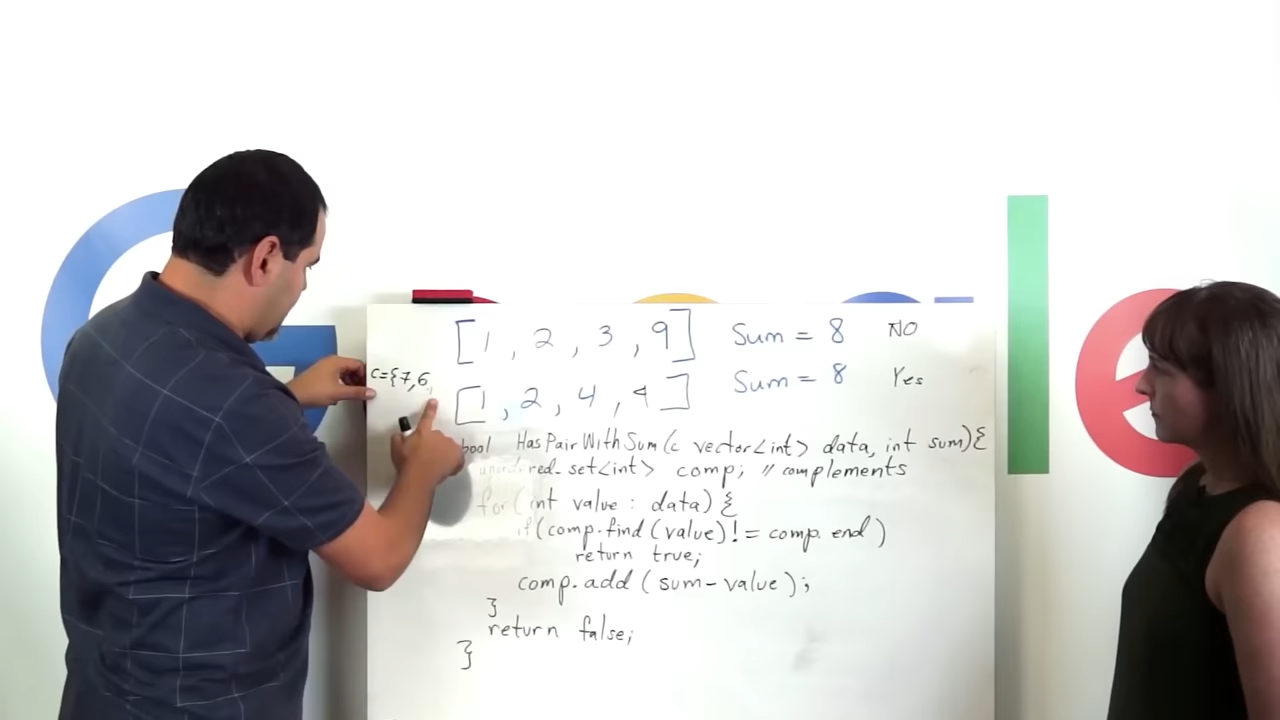 [1, 2, 3, 9] Sum = 8 NO
c={7,6,
[1, 2, 4, 4] Sum = 8 Yes
bool HasPairWithSum(c vector<int> data, int sum){
unordered_set<int> comp; // complements
for (int value : data) {
if(comp.find(value)!= comp.end)
return true;
comp.add(sum-value);
}
return false;
}